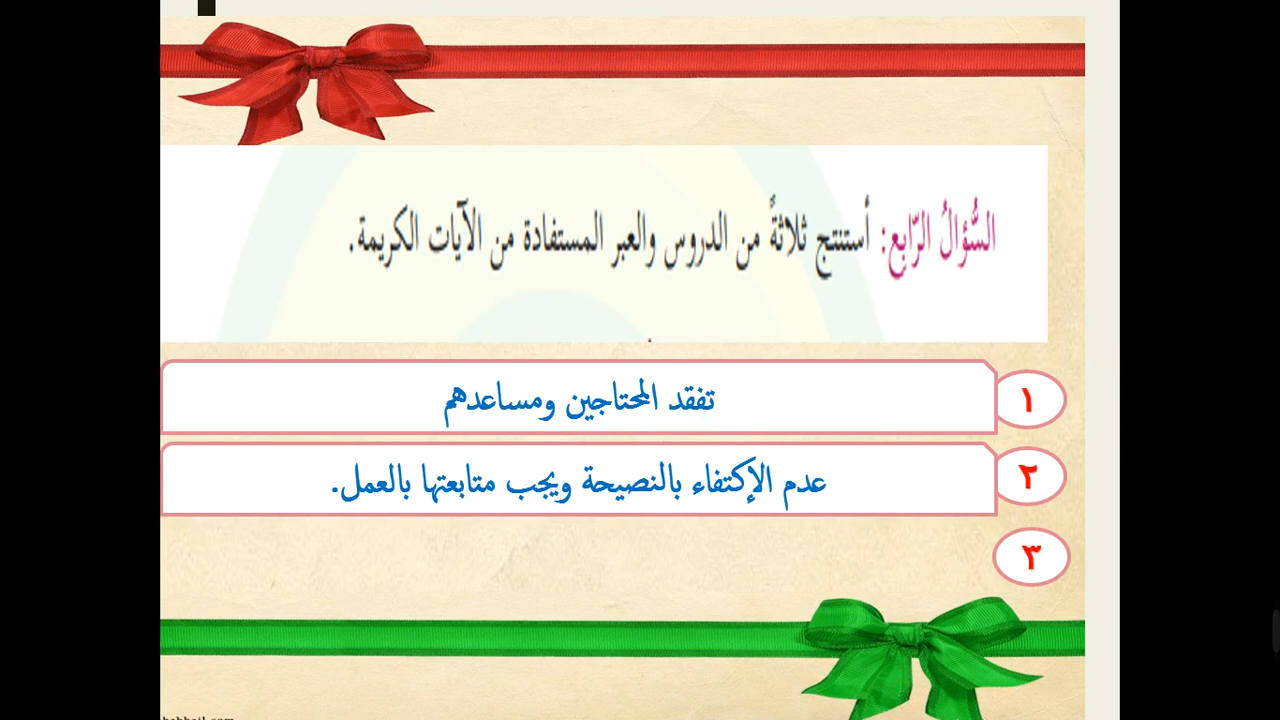 السُّؤالُ الرّابع: أستنتج ثلاثةً من الدروس والعبر المستفادة من الآيات الكريمة.
١ تفقد المحتاجين ومساعدهم
٢ عدم الإكتفاء بالنصيحة ويجب متابعتها بالعمل.
٣